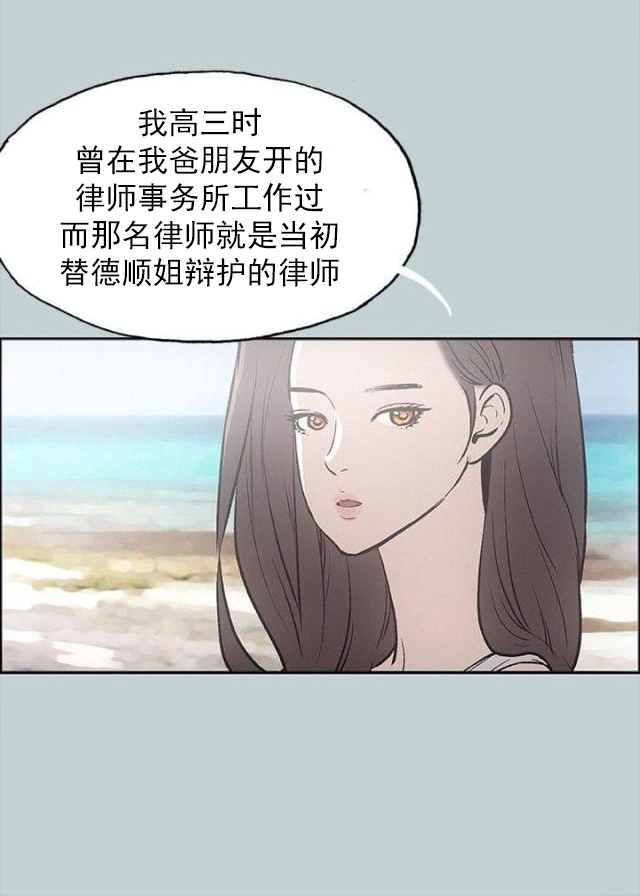 我高三时
曾在我爸朋友开的
律师事务所工作过
而那名律师就是当初
替德顺姐辩护的律师